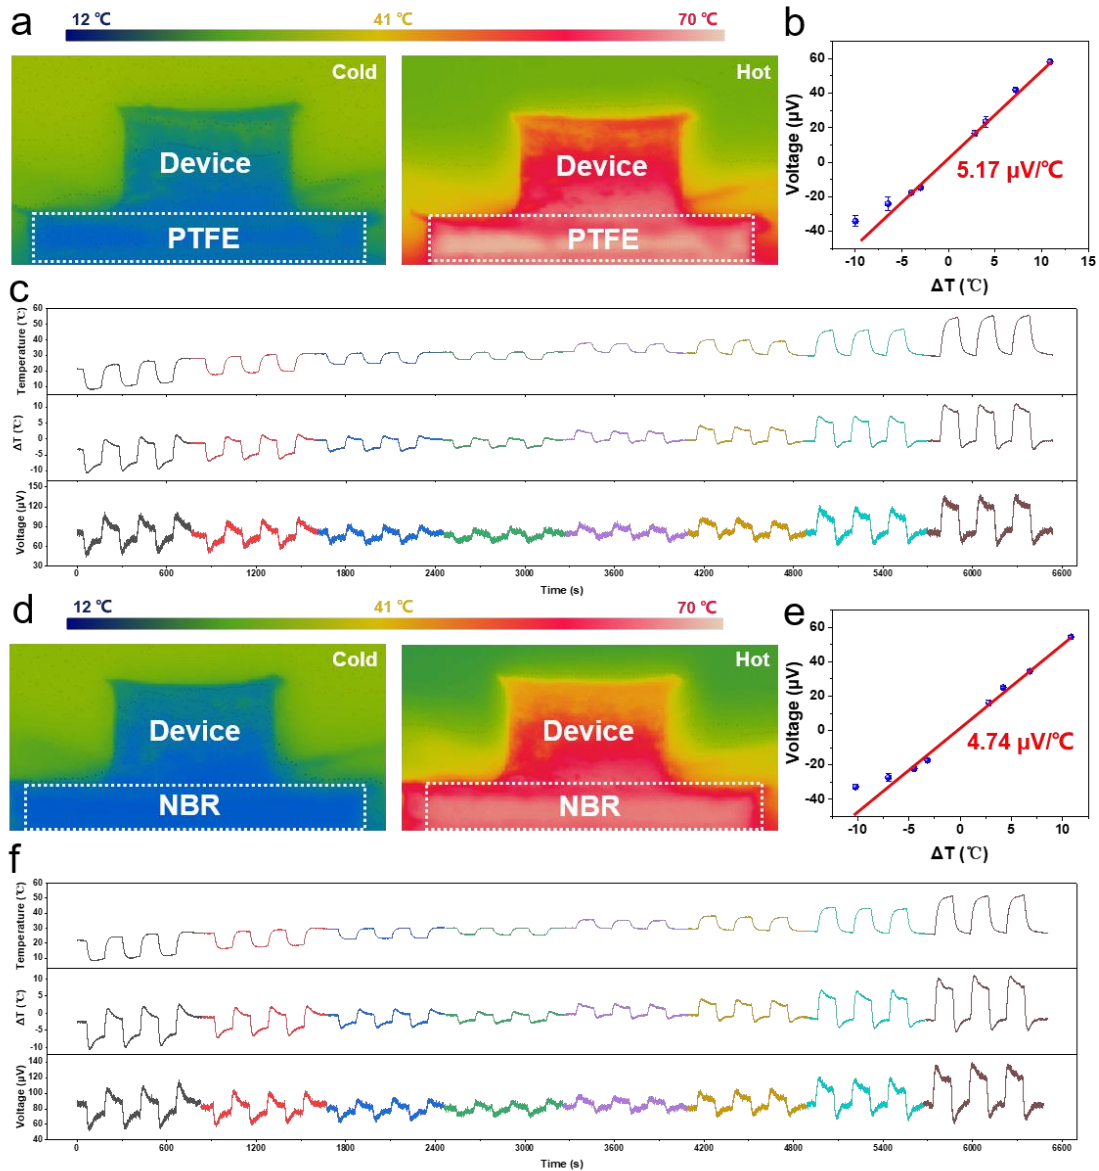 a
12 ℃ 41 ℃ 70 ℃
Cold
Device
PTFE
Hot
Device
PTFE
b
Voltage (μV)
60
40
20
0
-20
-40
5.17 μV/℃
-10 -5 0 5 10 15
ΔT (℃)
c
Temperature (℃)
60
50
40
30
20
10
ΔT (℃)
10
5
0
-5
-10
Voltage (μV)
150
120
90
60
30
0 600 1200 1800 2400 3000 3600 4200 4800 5400 6000 6600
Time (s)
d
12 ℃ 41 ℃ 70 ℃
Cold
Device
NBR
Hot
Device
NBR
e
Voltage (μV)
60
40
20
0
-20
-40
4.74 μV/℃
-10 -5 0 5 10
ΔT (℃)
f
Temperature (℃)
60
50
40
30
20
10
ΔT (℃)
10
5
0
-5
-10
Voltage (μV)
140
120
100
80
60
40
0 600 1200 1800 2400 3000 3600 4200 4800 5400 6000 6600
Time (s)